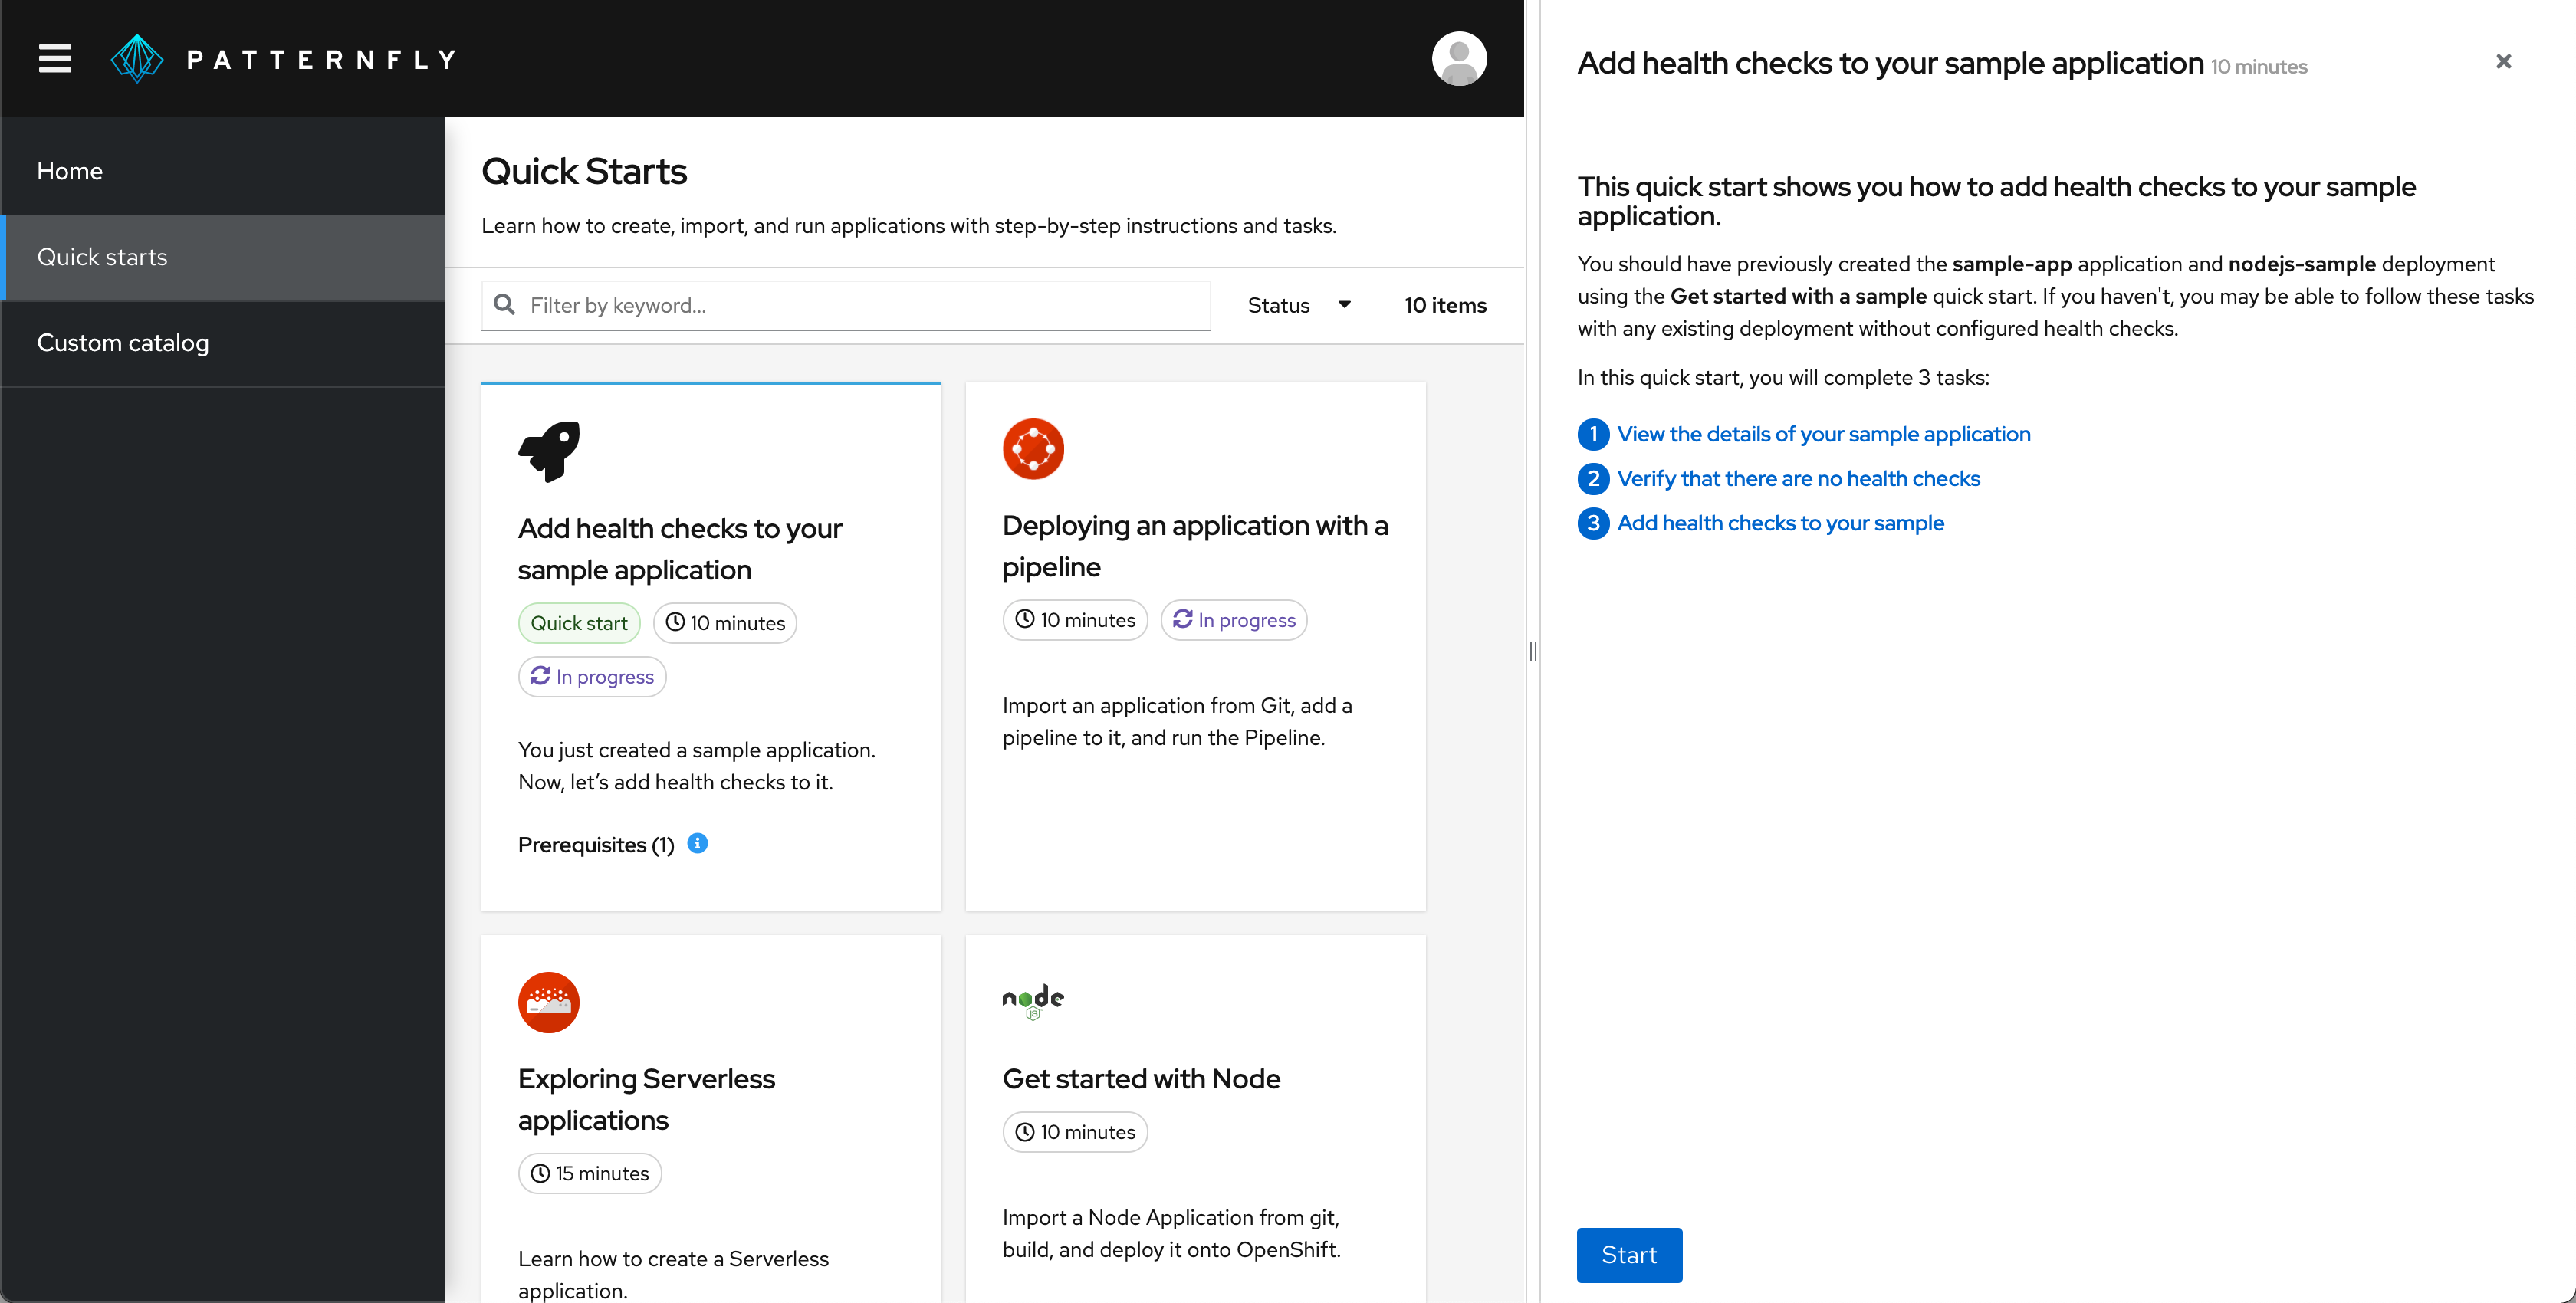 PATTERNFLY
Home
Quick starts
Custom catalog
Quick Starts
Learn how to create, import, and run applications with step-by-step instructions and tasks.
Filter by keyword...
Status
10 items
Add health checks to your
sample application
Quick start
10 minutes
In progress
You just created a sample application.
Now, let’s add health checks to it.
Prerequisites (1)
Deploying an application with a
pipeline
10 minutes
In progress
Import an application from Git, add a
pipeline to it, and run the Pipeline.
Exploring Serverless
applications
15 minutes
Learn how to create a Serverless
application.
node
JS
Get started with Node
10 minutes
Import a Node Application from git,
build, and deploy it onto OpenShift.
Add health checks to your sample application 10 minutes
This quick start shows you how to add health checks to your sample
application.
You should have previously created the sample-app application and nodejs-sample deployment
using the Get started with a sample quick start. If you haven't, you may be able to follow these tasks
with any existing deployment without configured health checks.
In this quick start, you will complete 3 tasks:
1 View the details of your sample application
2 Verify that there are no health checks
3 Add health checks to your sample
Start